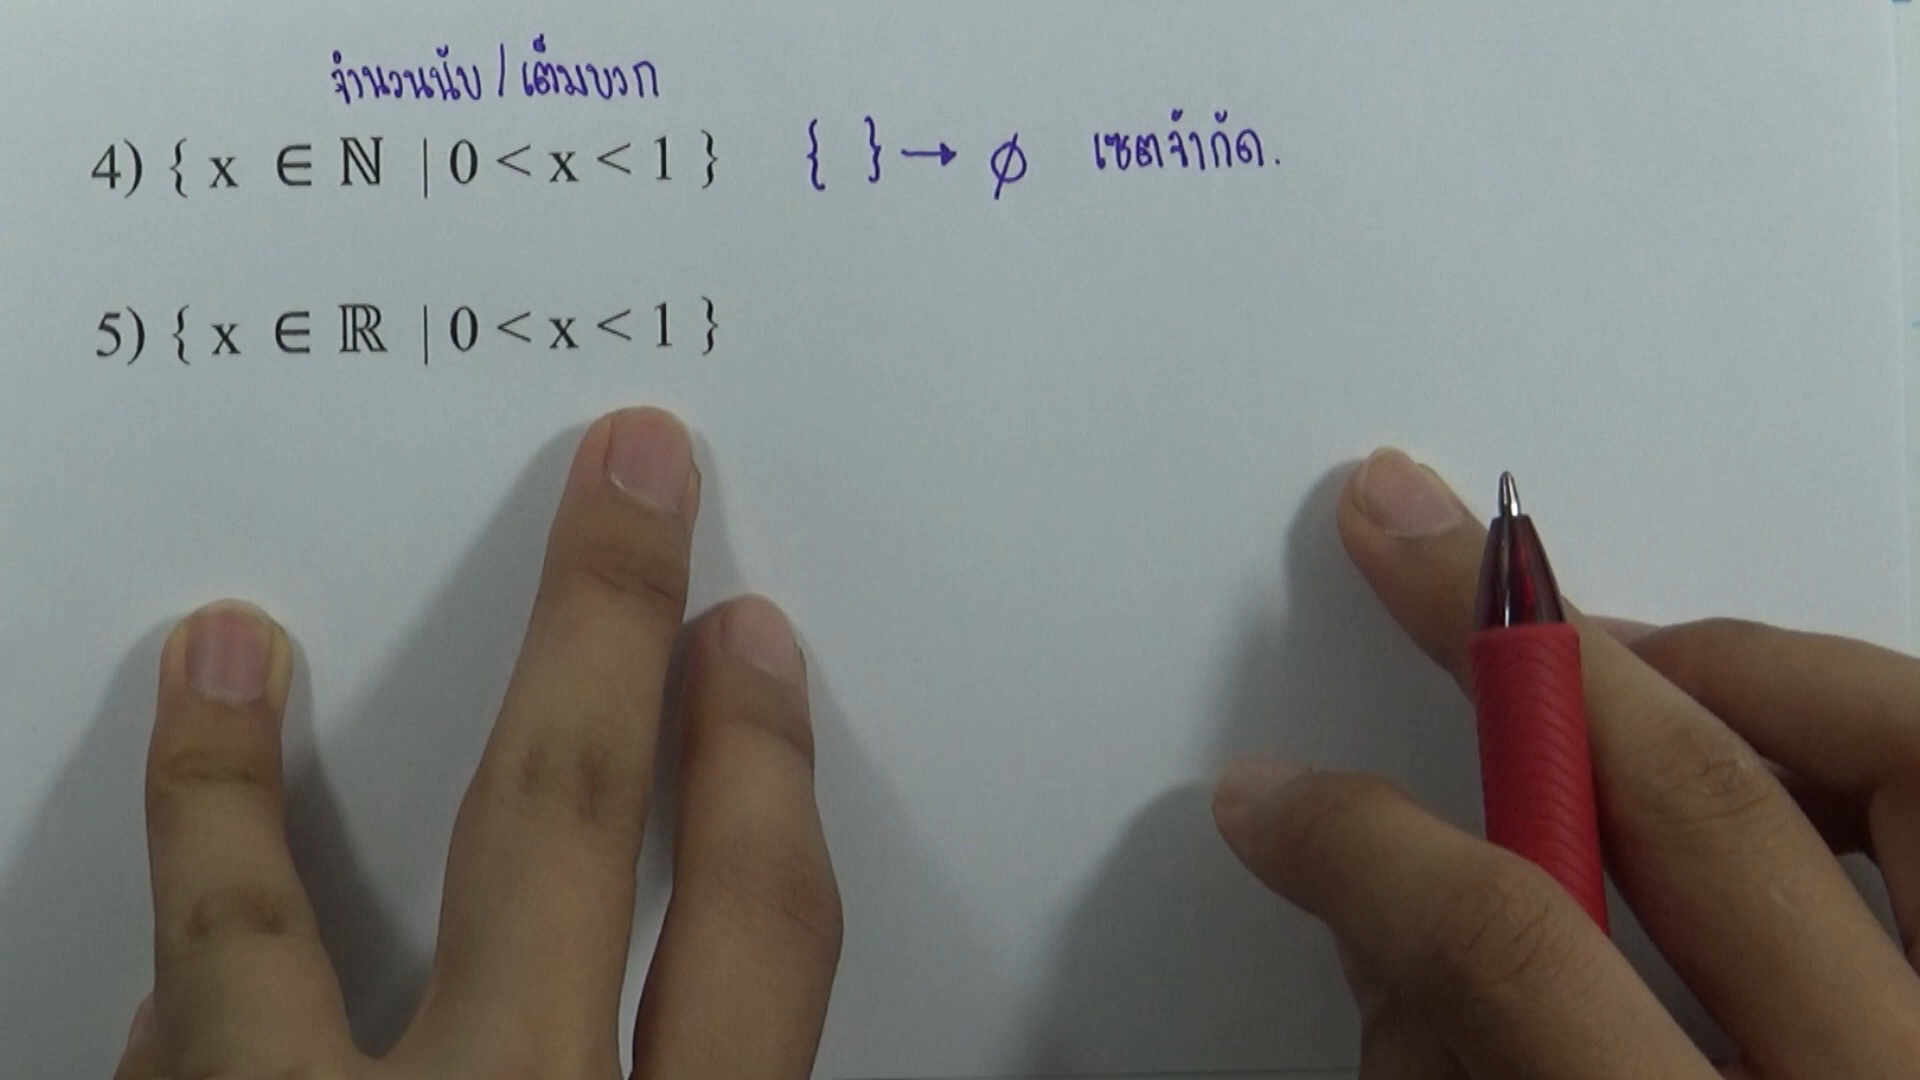 จำนวนนับ / เต็มบวก
4) { x ∈ ℕ | 0 < x < 1 } { } → ∅ เซตจำกัด.
5) { x ∈ ℝ | 0 < x < 1 }